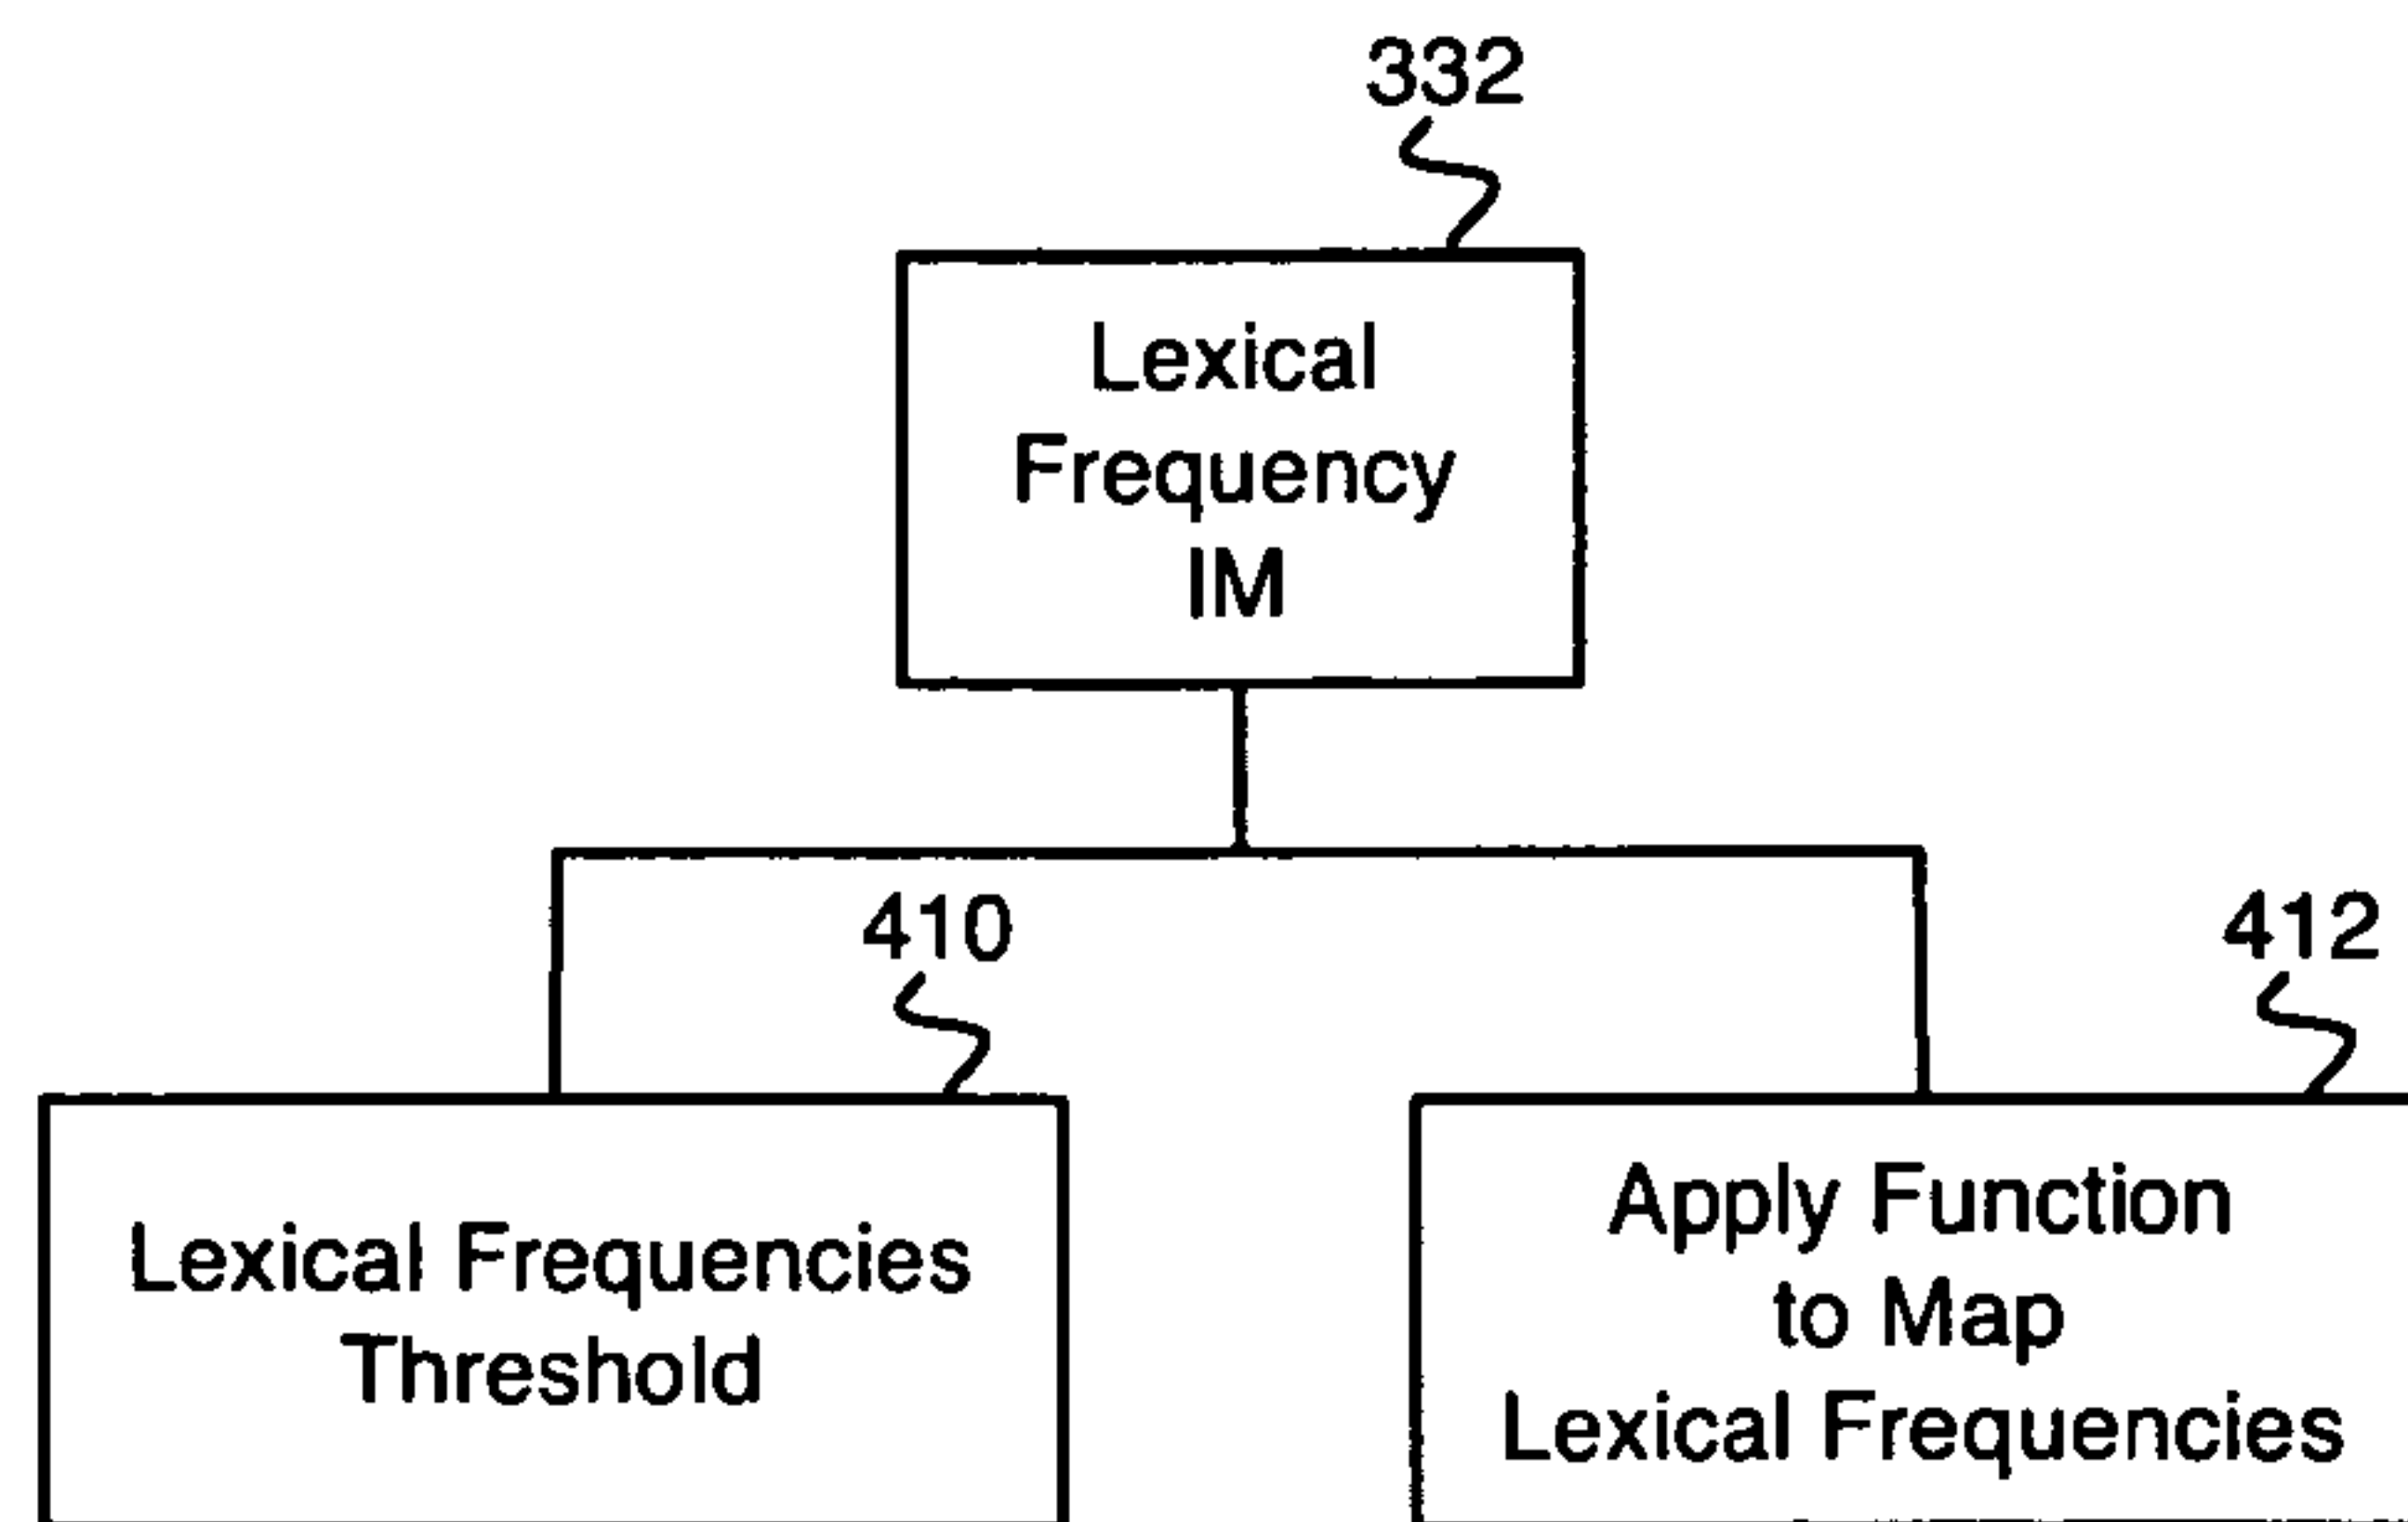 332
Lexical
Frequency
IM
410
412
Lexical Frequencies
Threshold
Apply Function
to Map
Lexical Frequencies